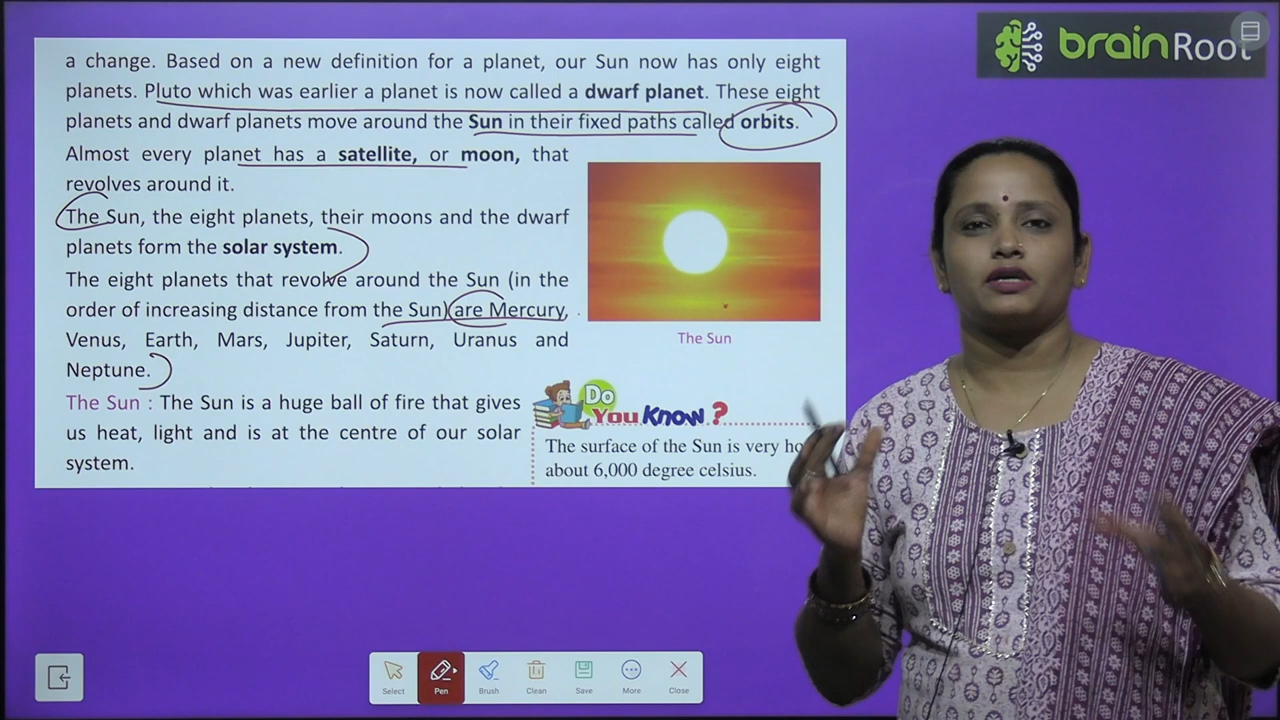 brainRoot
a change. Based on a new definition for a planet, our Sun now has only eight
planets. Pluto which was earlier a planet is now called a dwarf planet. These eight
planets and dwarf planets move around the Sun in their fixed paths called orbits.
Almost every planet has a satellite, or moon, that
revolves around it.
The Sun, the eight planets, their moons and the dwarf
planets form the solar system.
The eight planets that revolve around the Sun (in the
order of increasing distance from the Sun) are Mercury,
Venus, Earth, Mars, Jupiter, Saturn, Uranus and
Neptune.
The Sun
The Sun : The Sun is a huge ball of fire that gives
us heat, light and is at the centre of our solar
system.
Do
You Know?
The surface of the Sun is very
about 6,000 degree celsius.
Select
Pen
Brush
Clean
Save
More
Close